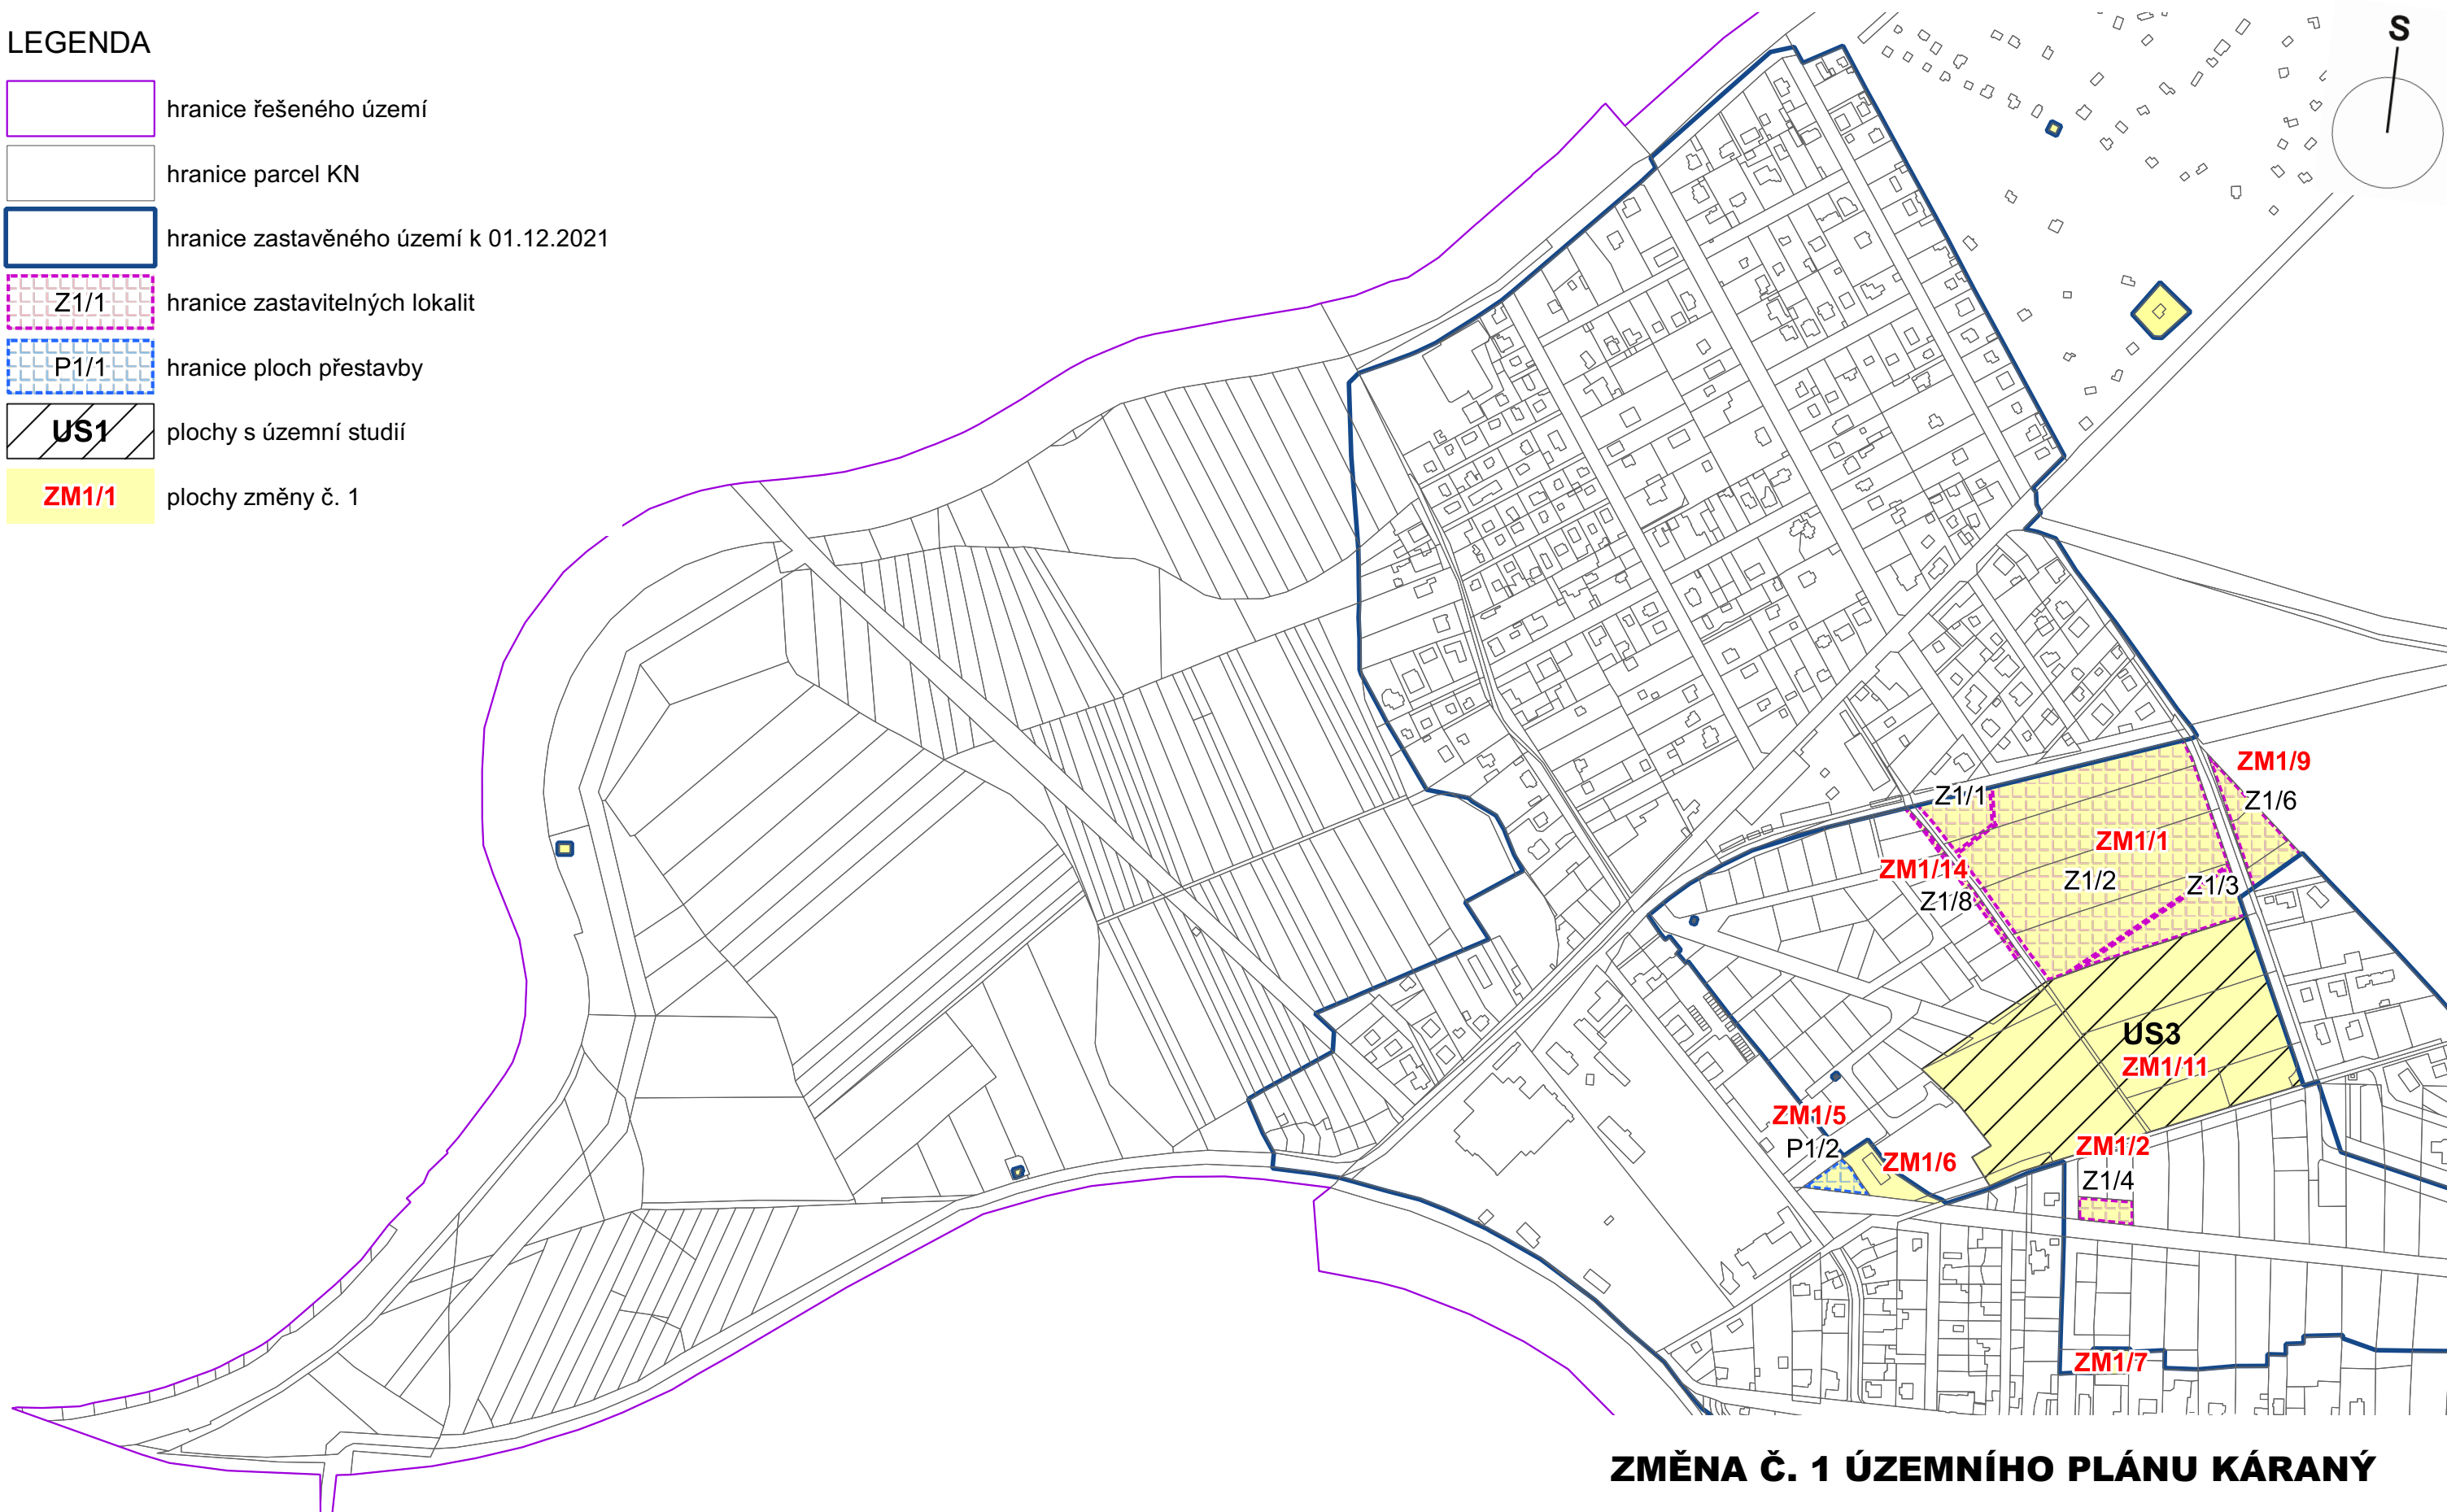 LEGENDA
hranice řešeného území
hranice parcel KN
hranice zastavěného území k 01.12.2021
Z1/1
hranice zastavitelných lokalit
P1/1
hranice ploch přestavby
US1
plochy s územní studií
ZM1/1
plochy změny č. 1
S
ZM1/9
Z1/1
Z1/6
ZM1/1
ZM1/14
Z1/2
Z1/3
Z1/8
US3
ZM1/11
ZM1/5
P1/2
ZM1/2
ZM1/6
Z1/4
ZM1/7
ZMĚNA Č. 1 ÚZEMNÍHO PLÁNU KÁRANÝ